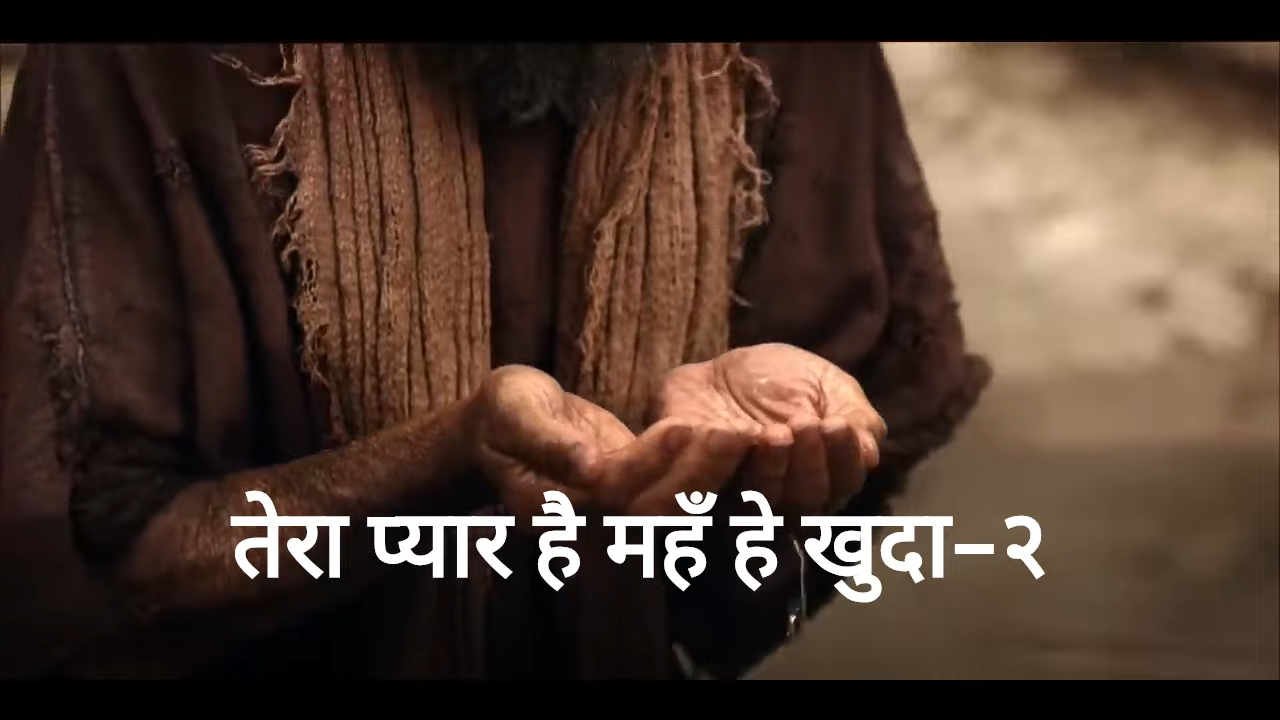 तेरा प्यार है महँ हे खुदा–२